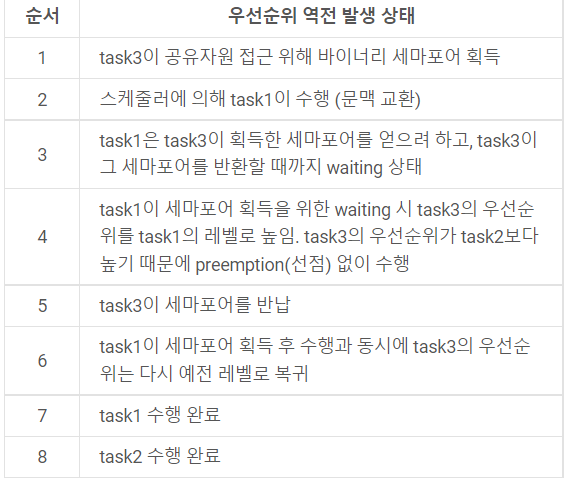 순서 우선순위 역전 발생 상태
1 task3이 공유자원 접근 위해 바이너리 세마포어 획득
2 스케줄러에 의해 task1이 수행 (문맥 교환)
3 task1은 task3이 획득한 세마포어를 얻으려 하고, task3이
그 세마포어를 반환할 때까지 waiting 상태
4 task1이 세마포어 획득을 위한 waiting 시 task3의 우선순
위를 task1의 레벨로 높임. task3의 우선순위가 task2보다
높기 때문에 preemption(선점) 없이 수행
5 task3이 세마포어를 반납
6 task1이 세마포어 획득 후 수행과 동시에 task3의 우선순
위는 다시 예전 레벨로 복귀
7 task1 수행 완료
8 task2 수행 완료